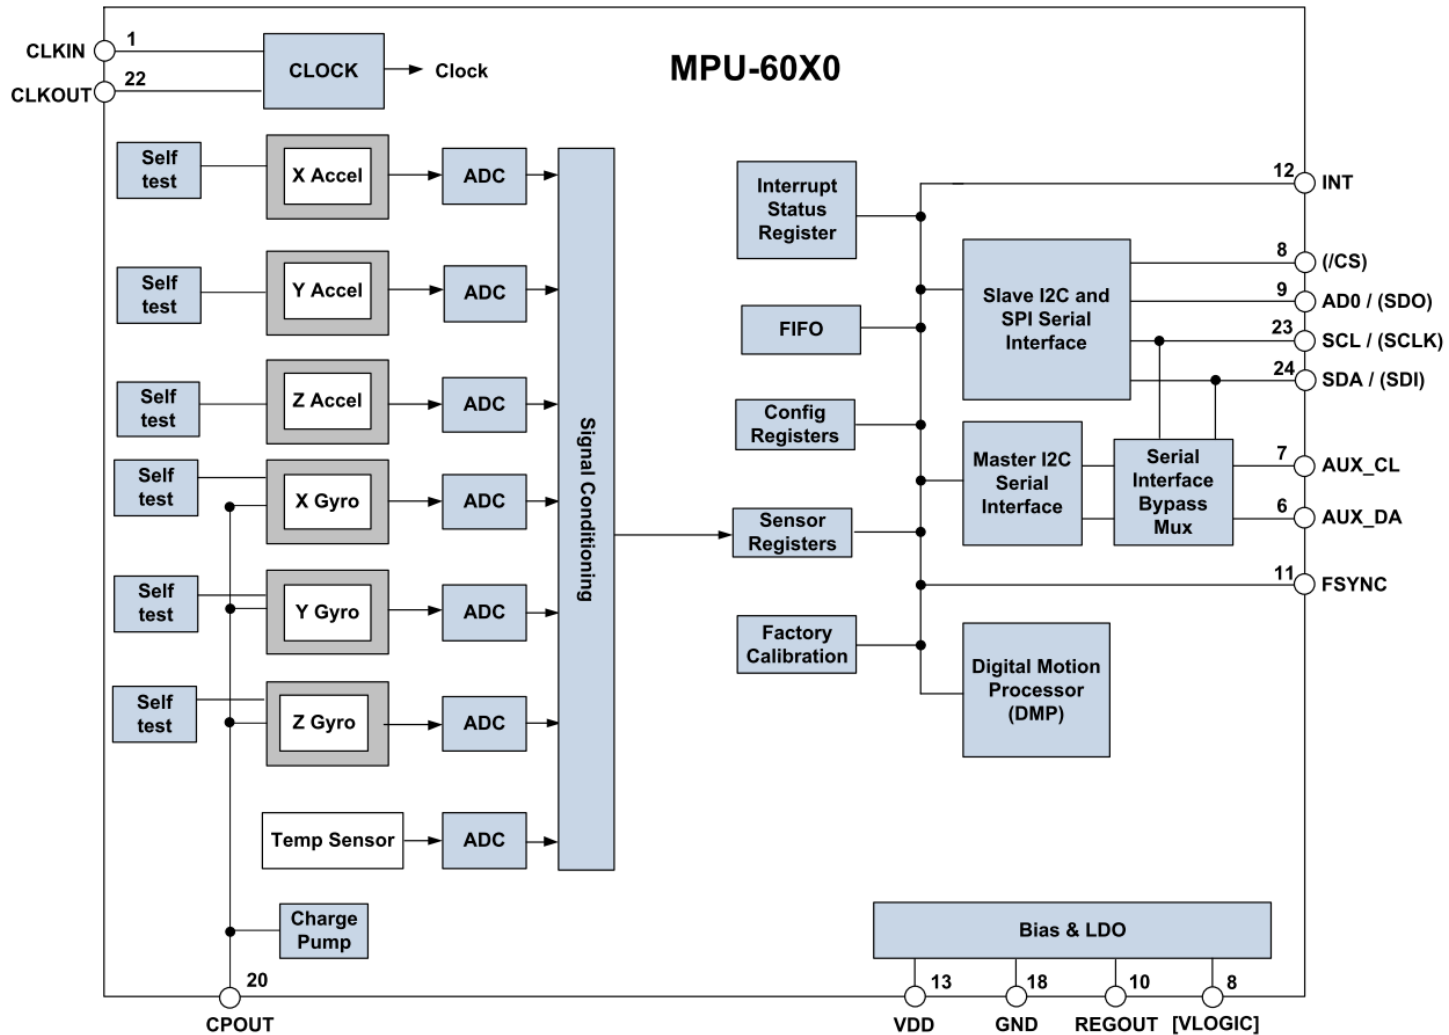 MPU-60X0
CLKIN
1
CLKOUT
22
CLOCK
Clock
Self
test
X Accel
ADC
Self
test
Y Accel
ADC
Self
test
Z Accel
ADC
Self
test
X Gyro
ADC
Self
test
Y Gyro
ADC
Self
test
Z Gyro
ADC
Temp Sensor
ADC
Charge
Pump
20
CPOUT
Signal Conditioning
Interrupt
Status
Register
FIFO
Config
Registers
Sensor
Registers
Factory
Calibration
Slave I2C and
SPI Serial
Interface
Master I2C
Serial
Interface
Serial
Interface
Bypass
Mux
Digital Motion
Processor
(DMP)
12
INT
8
(/CS)
9
AD0 / (SDO)
23
SCL / (SCLK)
24
SDA / (SDI)
7
AUX_CL
6
AUX_DA
11
FSYNC
Bias & LDO
13
18
10
8
VDD
GND
REGOUT
[VLOGIC]